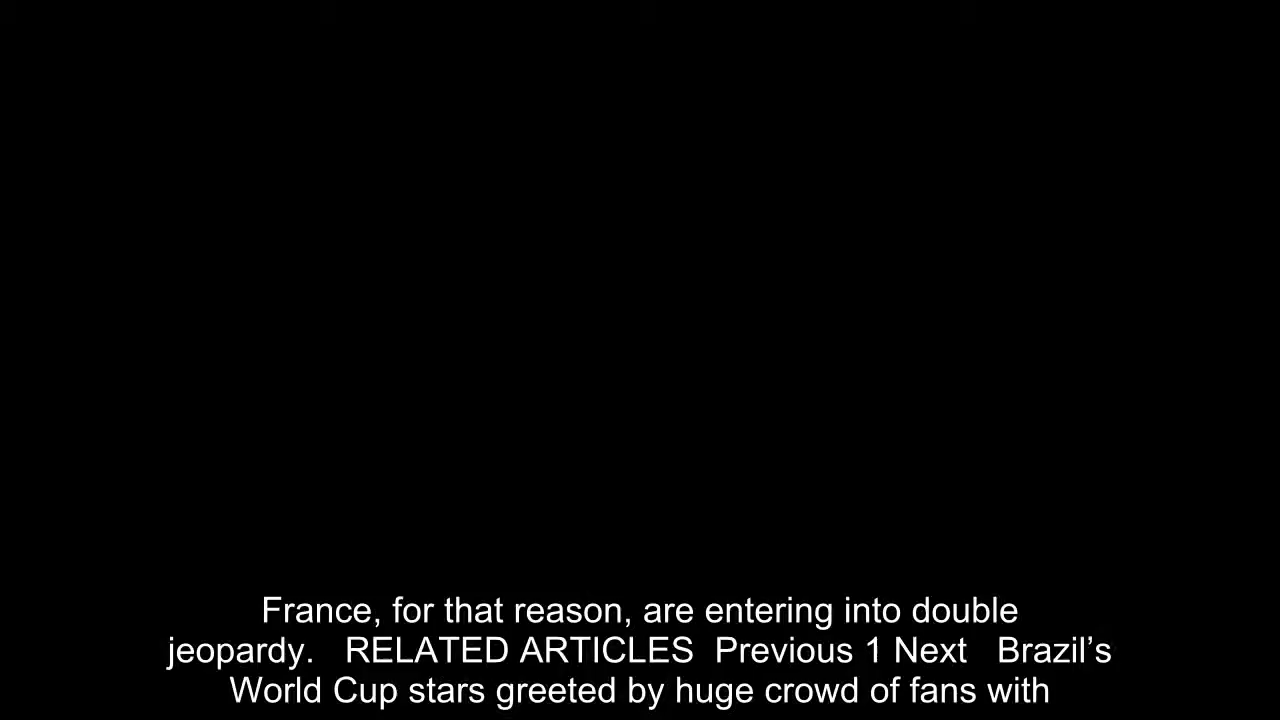 France, for that reason, are entering into double
jeopardy.   RELATED ARTICLES  Previous 1 Next   Brazil’s
World Cup stars greeted by huge crowd of fans with